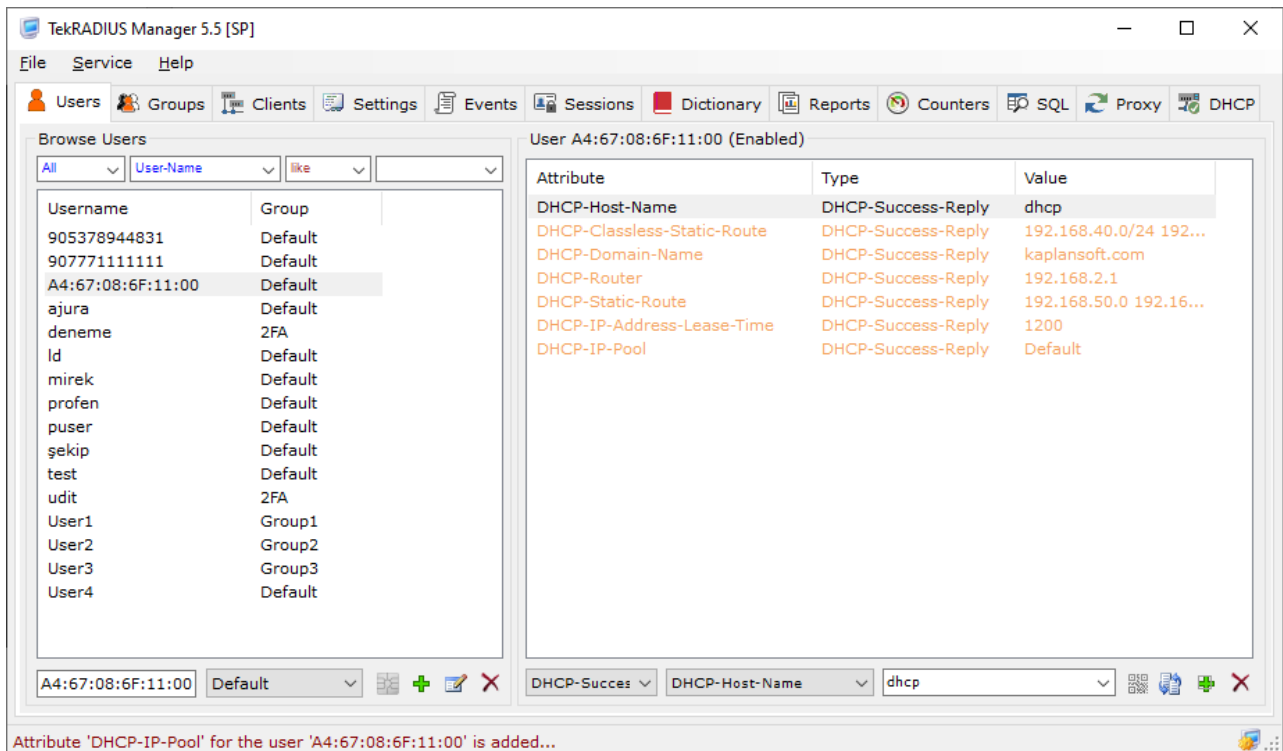 TekRADIUS Manager 5.5 [SP]
File Service Help
Users Groups Clients Settings Events Sessions Dictionary Reports Counters SQL Proxy DHCP
Browse Users
All User-Name like
Username Group
905378944831 Default
907771111111 Default
A4:67:08:6F:11:00 Default
ajura Default
deneme 2FA
ld Default
mirek Default
profen Default
puser Default
şekip Default
test Default
udit 2FA
User1 Group1
User2 Group2
User3 Group3
User4 Default
A4:67:08:6F:11:00 Default
User A4:67:08:6F:11:00 (Enabled)
Attribute Type Value
DHCP-Host-Name DHCP-Success-Reply dhcp
DHCP-Classless-Static-Route DHCP-Success-Reply 192.168.40.0/24 192...
DHCP-Domain-Name DHCP-Success-Reply kaplansoft.com
DHCP-Router DHCP-Success-Reply 192.168.2.1
DHCP-Static-Route DHCP-Success-Reply 192.168.50.0 192.16...
DHCP-IP-Address-Lease-Time DHCP-Success-Reply 1200
DHCP-IP-Pool DHCP-Success-Reply Default
DHCP-Succes DHCP-Host-Name dhcp
Attribute 'DHCP-IP-Pool' for the user 'A4:67:08:6F:11:00' is added...